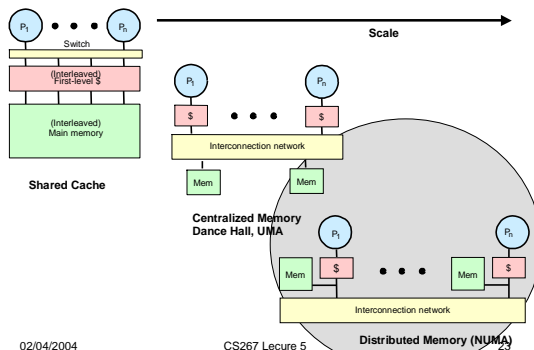 P1
Pn
Scale
Switch
(Interleaved)
First-level $
(Interleaved)
Main memory
P1
Pn
$
$
Interconnection network
Mem
Mem
Shared Cache
Centralized Memory
Dance Hall, UMA
P1
Pn
Mem
$
Mem
$
Interconnection network
Distributed Memory (NUMA)
02/04/2004
CS267 Lecure 5